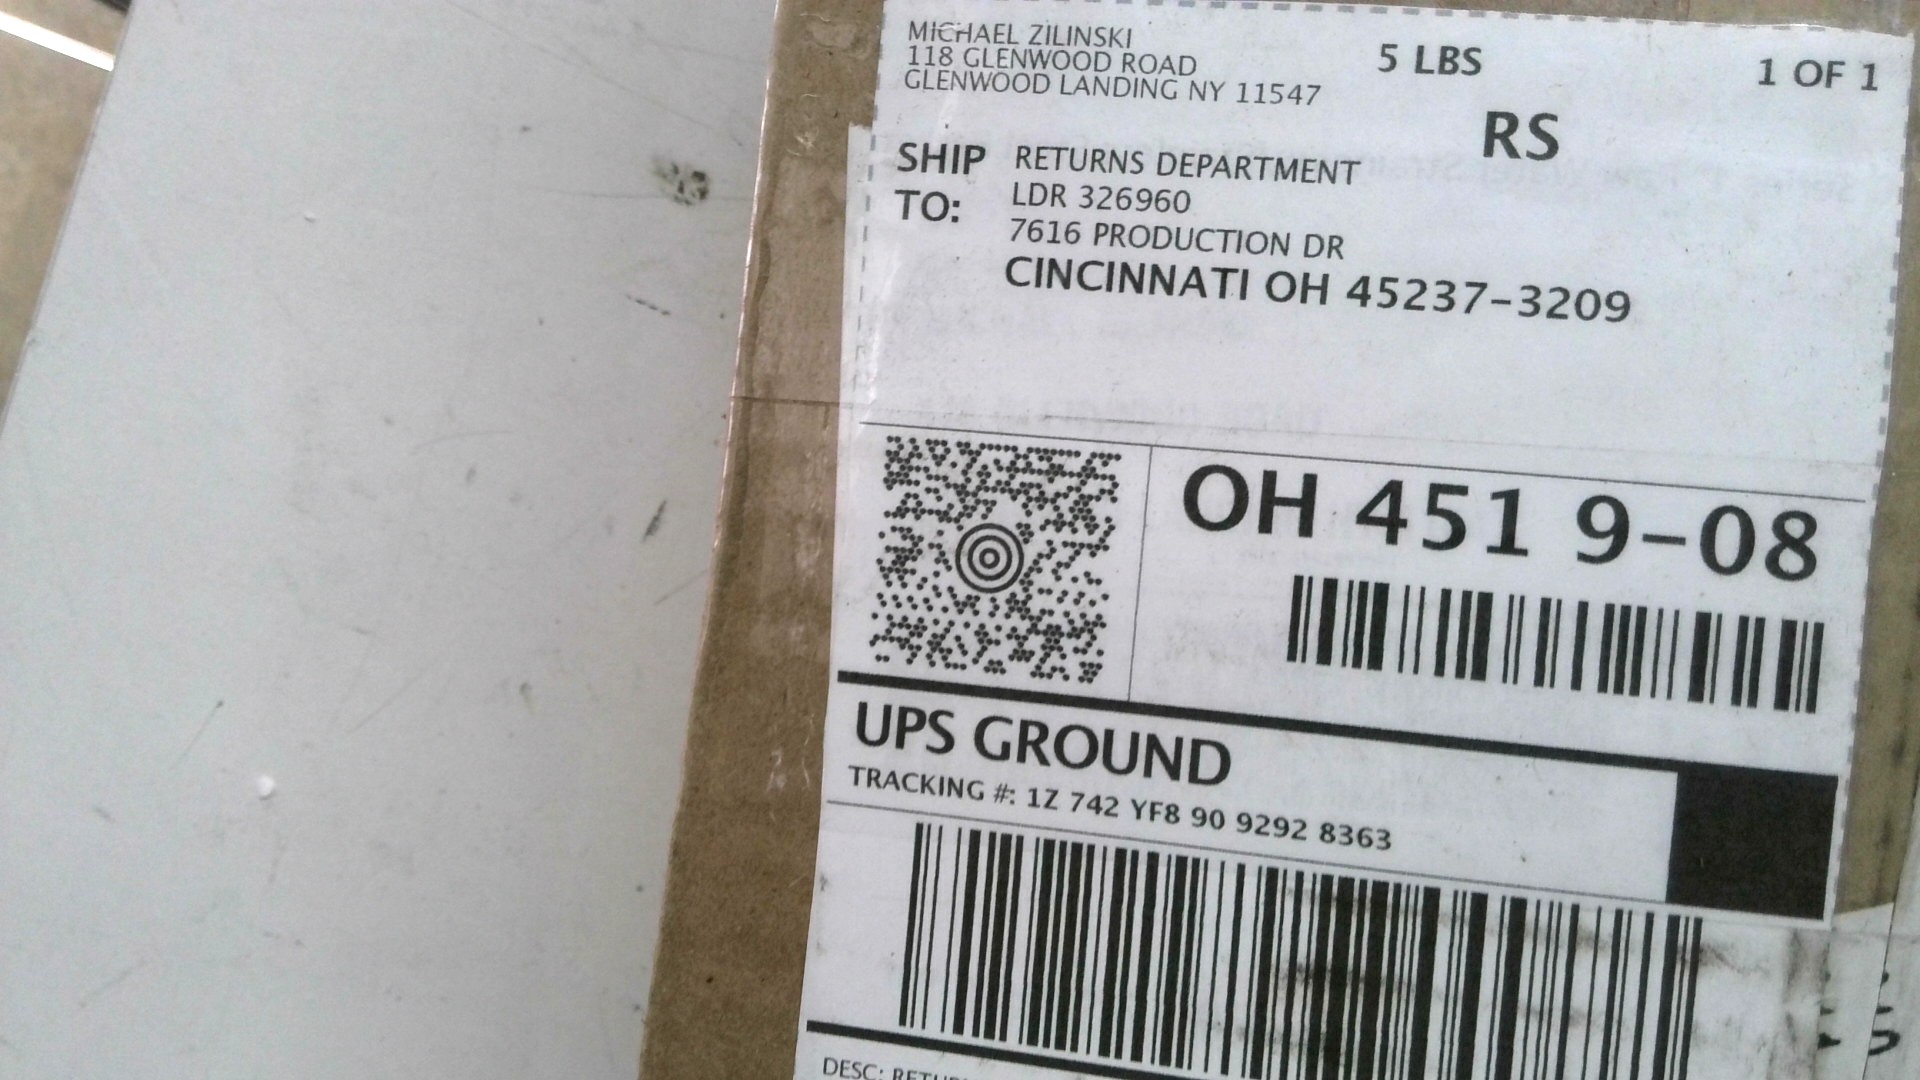 MICHAEL ZILINSKI
118 GLENWOOD ROAD
GLENWOOD LANDING NY 11547
5 LBS
1 OF 1
RS
SHIP TO:
RETURNS DEPARTMENT
LDR 326960
7616 PRODUCTION DR
CINCINNATI OH 45237-3209
OH 451 9-08
UPS GROUND
TRACKING #: 1Z 742 YF8 90 9292 8363
DESC: